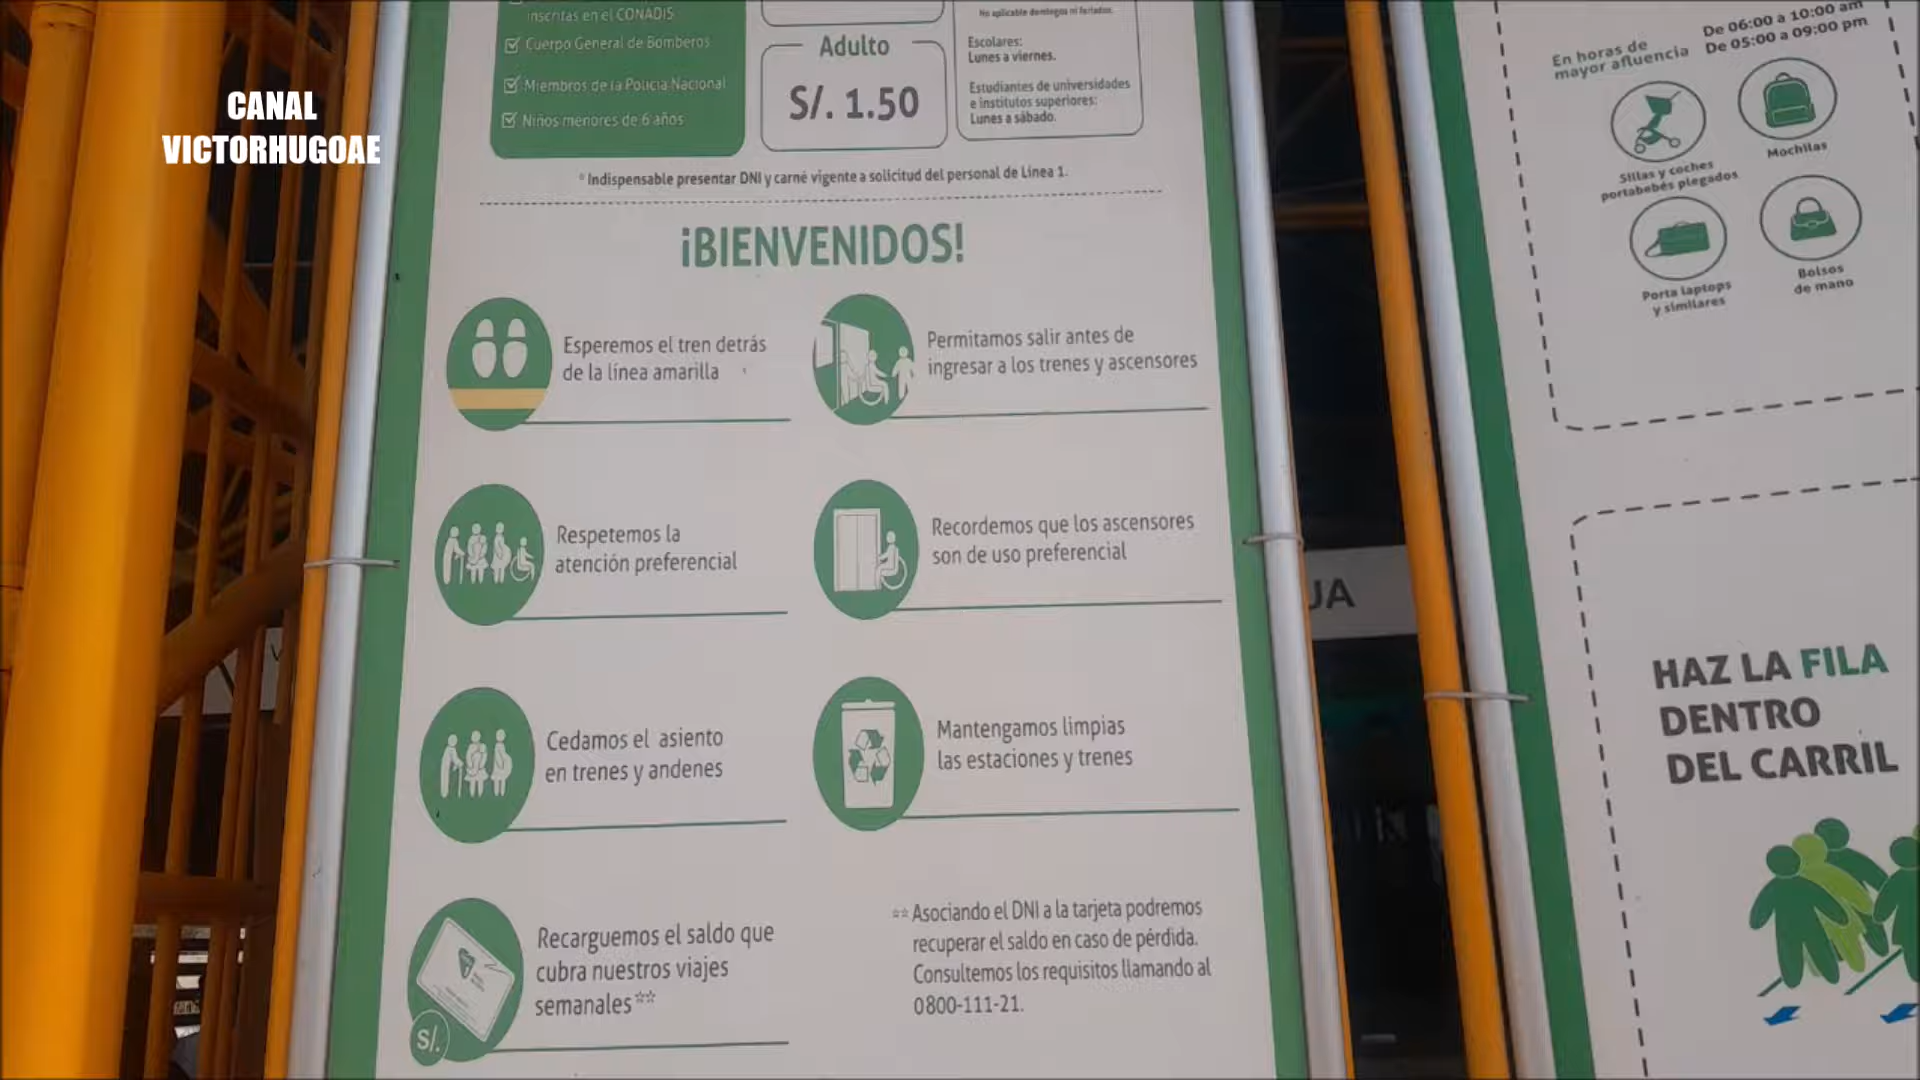 CANAL
VICTORHUGOAE
inscritas en el CONADIS
Cuerpo General de Bomberos
Miembros de la Policía Nacional
Niños menores de 6 años
Adulto
S/. 1.50
No aplicable domingos ni feriados.
Escolares:
Lunes a viernes.
Estudiantes de universidades
e institutos superiores:
Lunes a sábado.
* Indispensable presentar DNI y carné vigente a solicitud del personal de Línea 1.
¡BIENVENIDOS!
Esperemos el tren detrás
de la línea amarilla
Permitamos salir antes de
ingresar a los trenes y ascensores
Respetemos la
atención preferencial
Recordemos que los ascensores
son de uso preferencial
Cedamos el asiento
en trenes y andenes
Mantengamos limpias
las estaciones y trenes
Recarguemos el saldo que
cubra nuestros viajes
semanales**
S/.
** Asociando el DNI a la tarjeta podremos
recuperar el saldo en caso de pérdida.
Consultemos los requisitos llamando al
0800-111-21.
UA
En horas de
mayor afluencia
De 06:00 a 10:00 am
De 05:00 a 09:00 pm
Sillas y coches
portabebés plegados
Mochilas
Porta laptops
y similares
Bolsos
de mano
HAZ LA FILA
DENTRO
DEL CARRIL